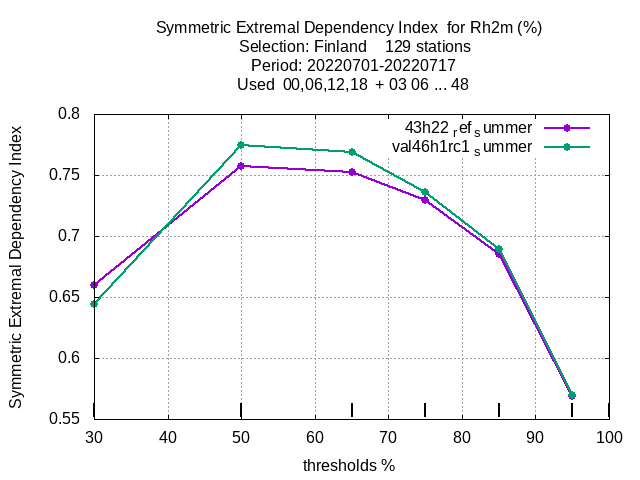 Symmetric Extremal Dependency Index  for Rh2m (%)
Selection: Finland    129 stations
Period: 20220701-20220717
Used  00,06,12,18  + 03 06 ... 48
Symmetric Extremal Dependency Index
0.8
0.75
0.7
0.65
0.6
0.55
43h22 refsummer
val46h1rc1 summer
30 40 50 60 70 80 90 100
thresholds %